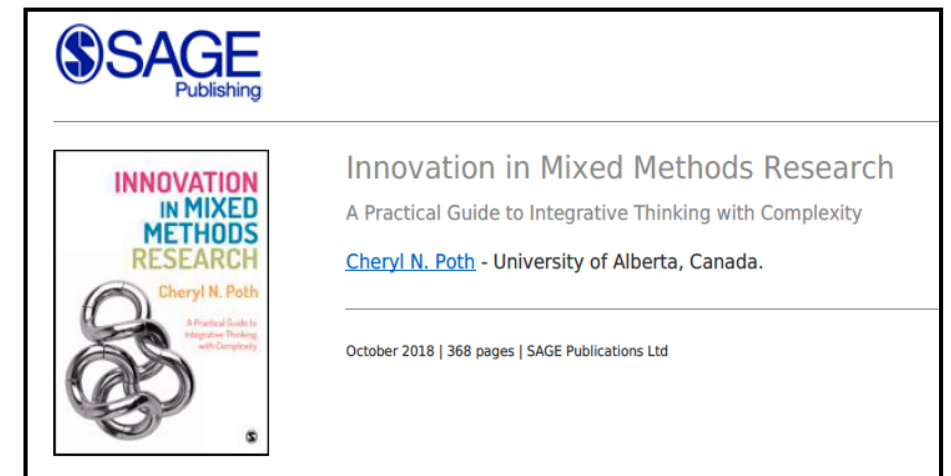 SAGE
Publishing
INNOVATION
IN MIXED
METHODS
RESEARCH
Cheryl N. Poth
A Practical Guide to
Integrative Thinking
with Complexity
Innovation in Mixed Methods Research
A Practical Guide to Integrative Thinking with Complexity
Cheryl N. Poth - University of Alberta, Canada.
October 2018 | 368 pages | SAGE Publications Ltd